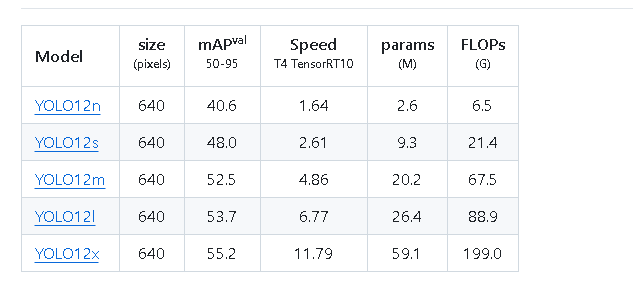 Model size (pixels) mAPval 50-95 Speed T4 TensorRT10 params (M) FLOPs (G)
YOLO12n 640 40.6 1.64 2.6 6.5
YOLO12s 640 48.0 2.61 9.3 21.4
YOLO12m 640 52.5 4.86 20.2 67.5
YOLO12l 640 53.7 6.77 26.4 88.9
YOLO12x 640 55.2 11.79 59.1 199.0